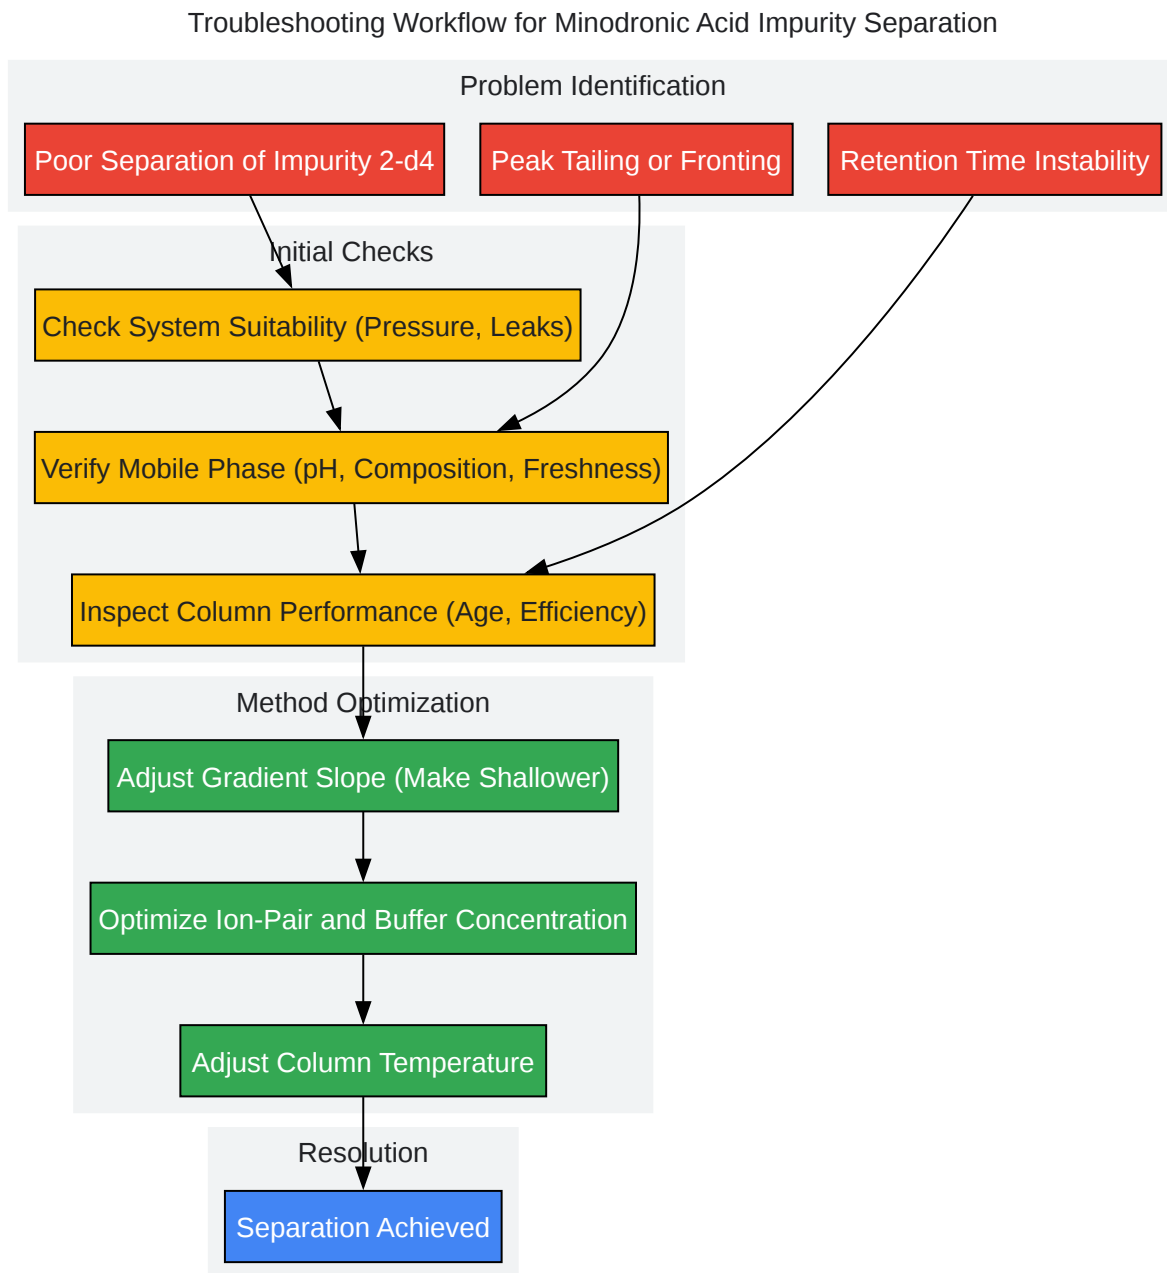 Troubleshooting Workflow for Minodronic Acid Impurity Separation
Problem Identification
Poor Separation of Impurity 2-d4
Peak Tailing or Fronting
Retention Time Instability
Initial Checks
Check System Suitability (Pressure, Leaks)
Verify Mobile Phase (pH, Composition, Freshness)
Inspect Column Performance (Age, Efficiency)
Method Optimization
Adjust Gradient Slope (Make Shallower)
Optimize Ion-Pair and Buffer Concentration
Adjust Column Temperature
Resolution
Separation Achieved